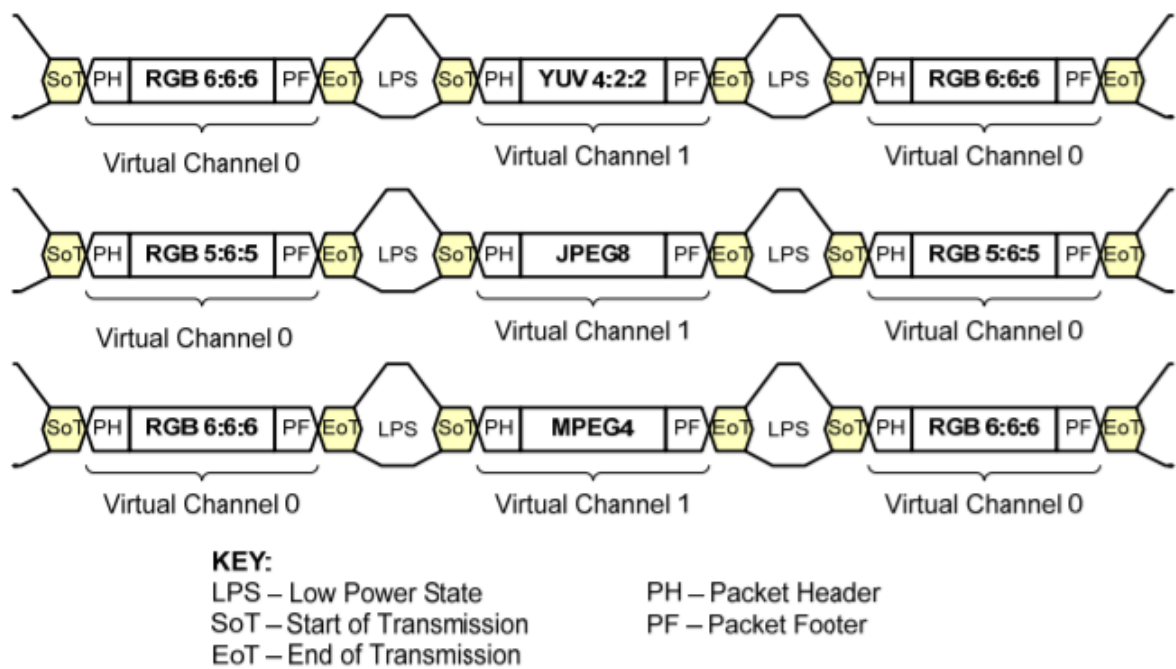 SoT PH RGB 6:6:6 PF EoT LPS SoT PH YUV 4:2:2 PF EoT LPS SoT PH RGB 6:6:6 PF EoT
Virtual Channel 0 Virtual Channel 1 Virtual Channel 0
SoT PH RGB 5:6:5 PF EoT LPS SoT PH JPEG8 PF EoT LPS SoT PH RGB 5:6:5 PF EoT
Virtual Channel 0 Virtual Channel 1 Virtual Channel 0
SoT PH RGB 6:6:6 PF EoT LPS SoT PH MPEG4 PF EoT LPS SoT PH RGB 6:6:6 PF EoT
Virtual Channel 0 Virtual Channel 1 Virtual Channel 0
KEY:
LPS – Low Power State PH – Packet Header
SoT – Start of Transmission PF – Packet Footer
EoT – End of Transmission